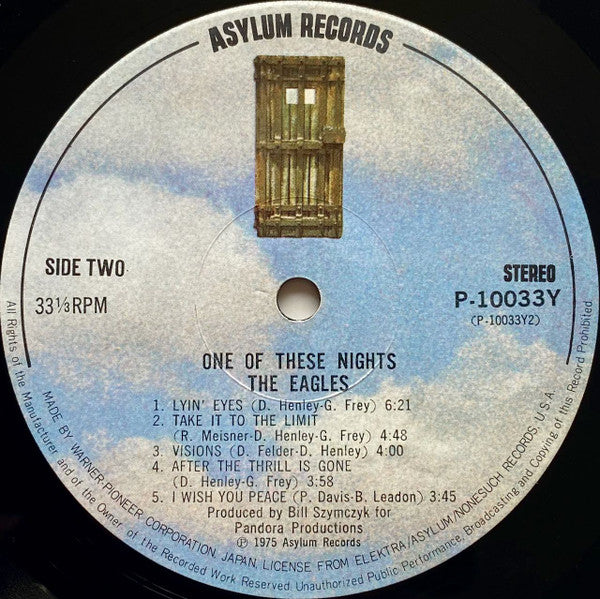 ASYLUM RECORDS
SIDE TWO
33⅓RPM
STEREO
P-10033Y
(P-10033Y2)
ONE OF THESE NIGHTS
THE EAGLES
1. LYIN' EYES (D. Henley-G. Frey) 6:21
2. TAKE IT TO THE LIMIT
(R. Meisner-D. Henley-G. Frey) 4:48
3. VISIONS (D. Felder-D. Henley) 4:00
4. AFTER THE THRILL IS GONE
(D. Henley-G. Frey) 3:58
5. I WISH YOU PEACE (P. Davis-B. Leadon) 3:45
Produced by Bill Szymczyk for
Pandora Productions
℗ 1975 Asylum Records
MADE BY WARNER-PIONEER CORPORATION, JAPAN, LICENSE FROM ELEKTRA/ASYLUM/NONESUCH RECORDS, U.S.A.
All Rights of the Manufacturer and of the Owner of the Recorded Work Reserved. Unauthorized Public Performance, Broadcasting and Copying of this Record Prohibited.